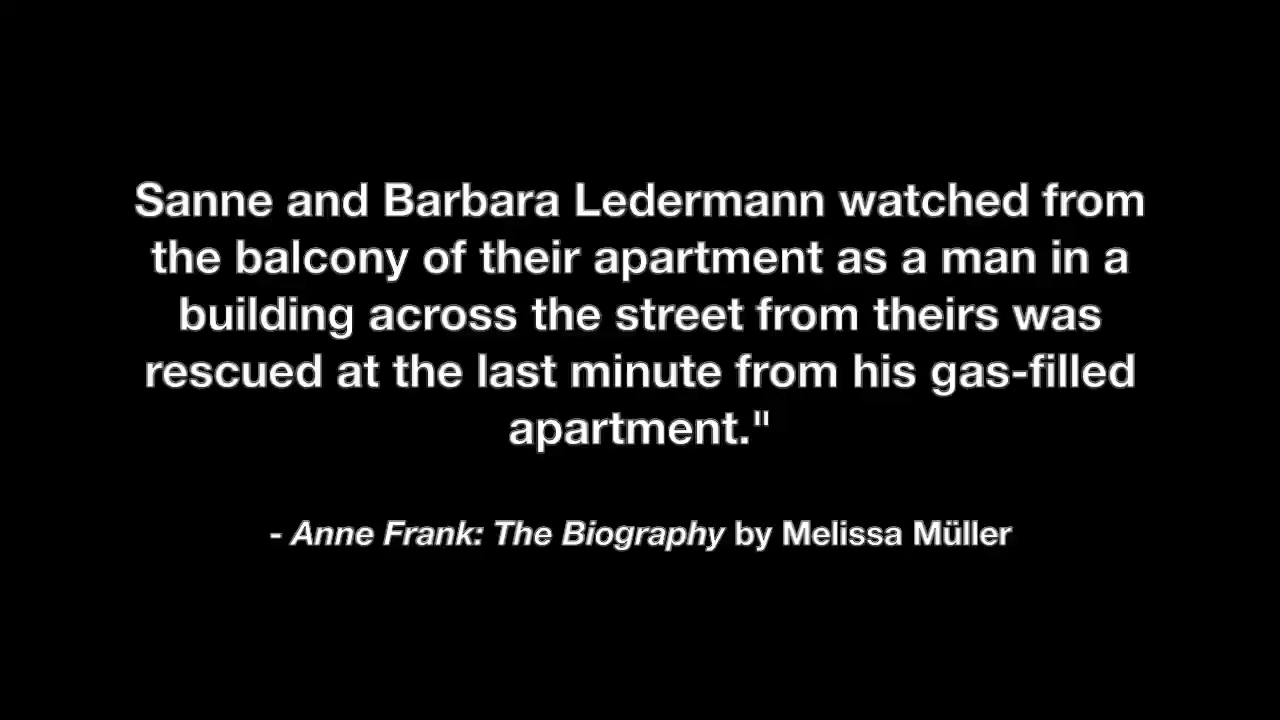 Sanne and Barbara Ledermann watched from
the balcony of their apartment as a man in a
building across the street from theirs was
rescued at the last minute from his gas-filled
apartment."
- Anne Frank: The Biography by Melissa Müller